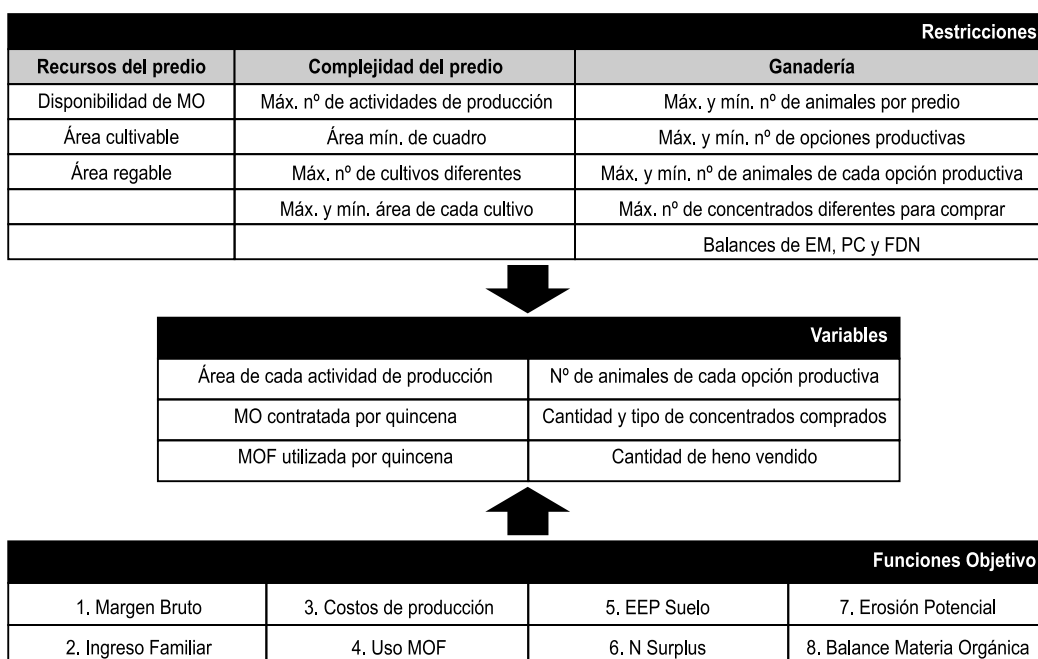 Restricciones
Recursos del predio Complejidad del predio Ganadería
Disponibilidad de MO Máx. nº de actividades de producción Máx. y mín. nº de animales por predio
Área cultivable Área mín. de cuadro Máx. y mín. nº de opciones productivas
Área regable Máx. nº de cultivos diferentes Máx. y mín. nº de animales de cada opción productiva
Máx. y mín. área de cada cultivo Máx. nº de concentrados diferentes para comprar
Balances de EM, PC y FDN
Variables
Área de cada actividad de producción Nº de animales de cada opción productiva
MO contratada por quincena Cantidad y tipo de concentrados comprados
MOF utilizada por quincena Cantidad de heno vendido
Funciones Objetivo
1. Margen Bruto 3. Costos de producción 5. EEP Suelo 7. Erosión Potencial
2. Ingreso Familiar 4. Uso MOF 6. N Surplus 8. Balance Materia Orgánica